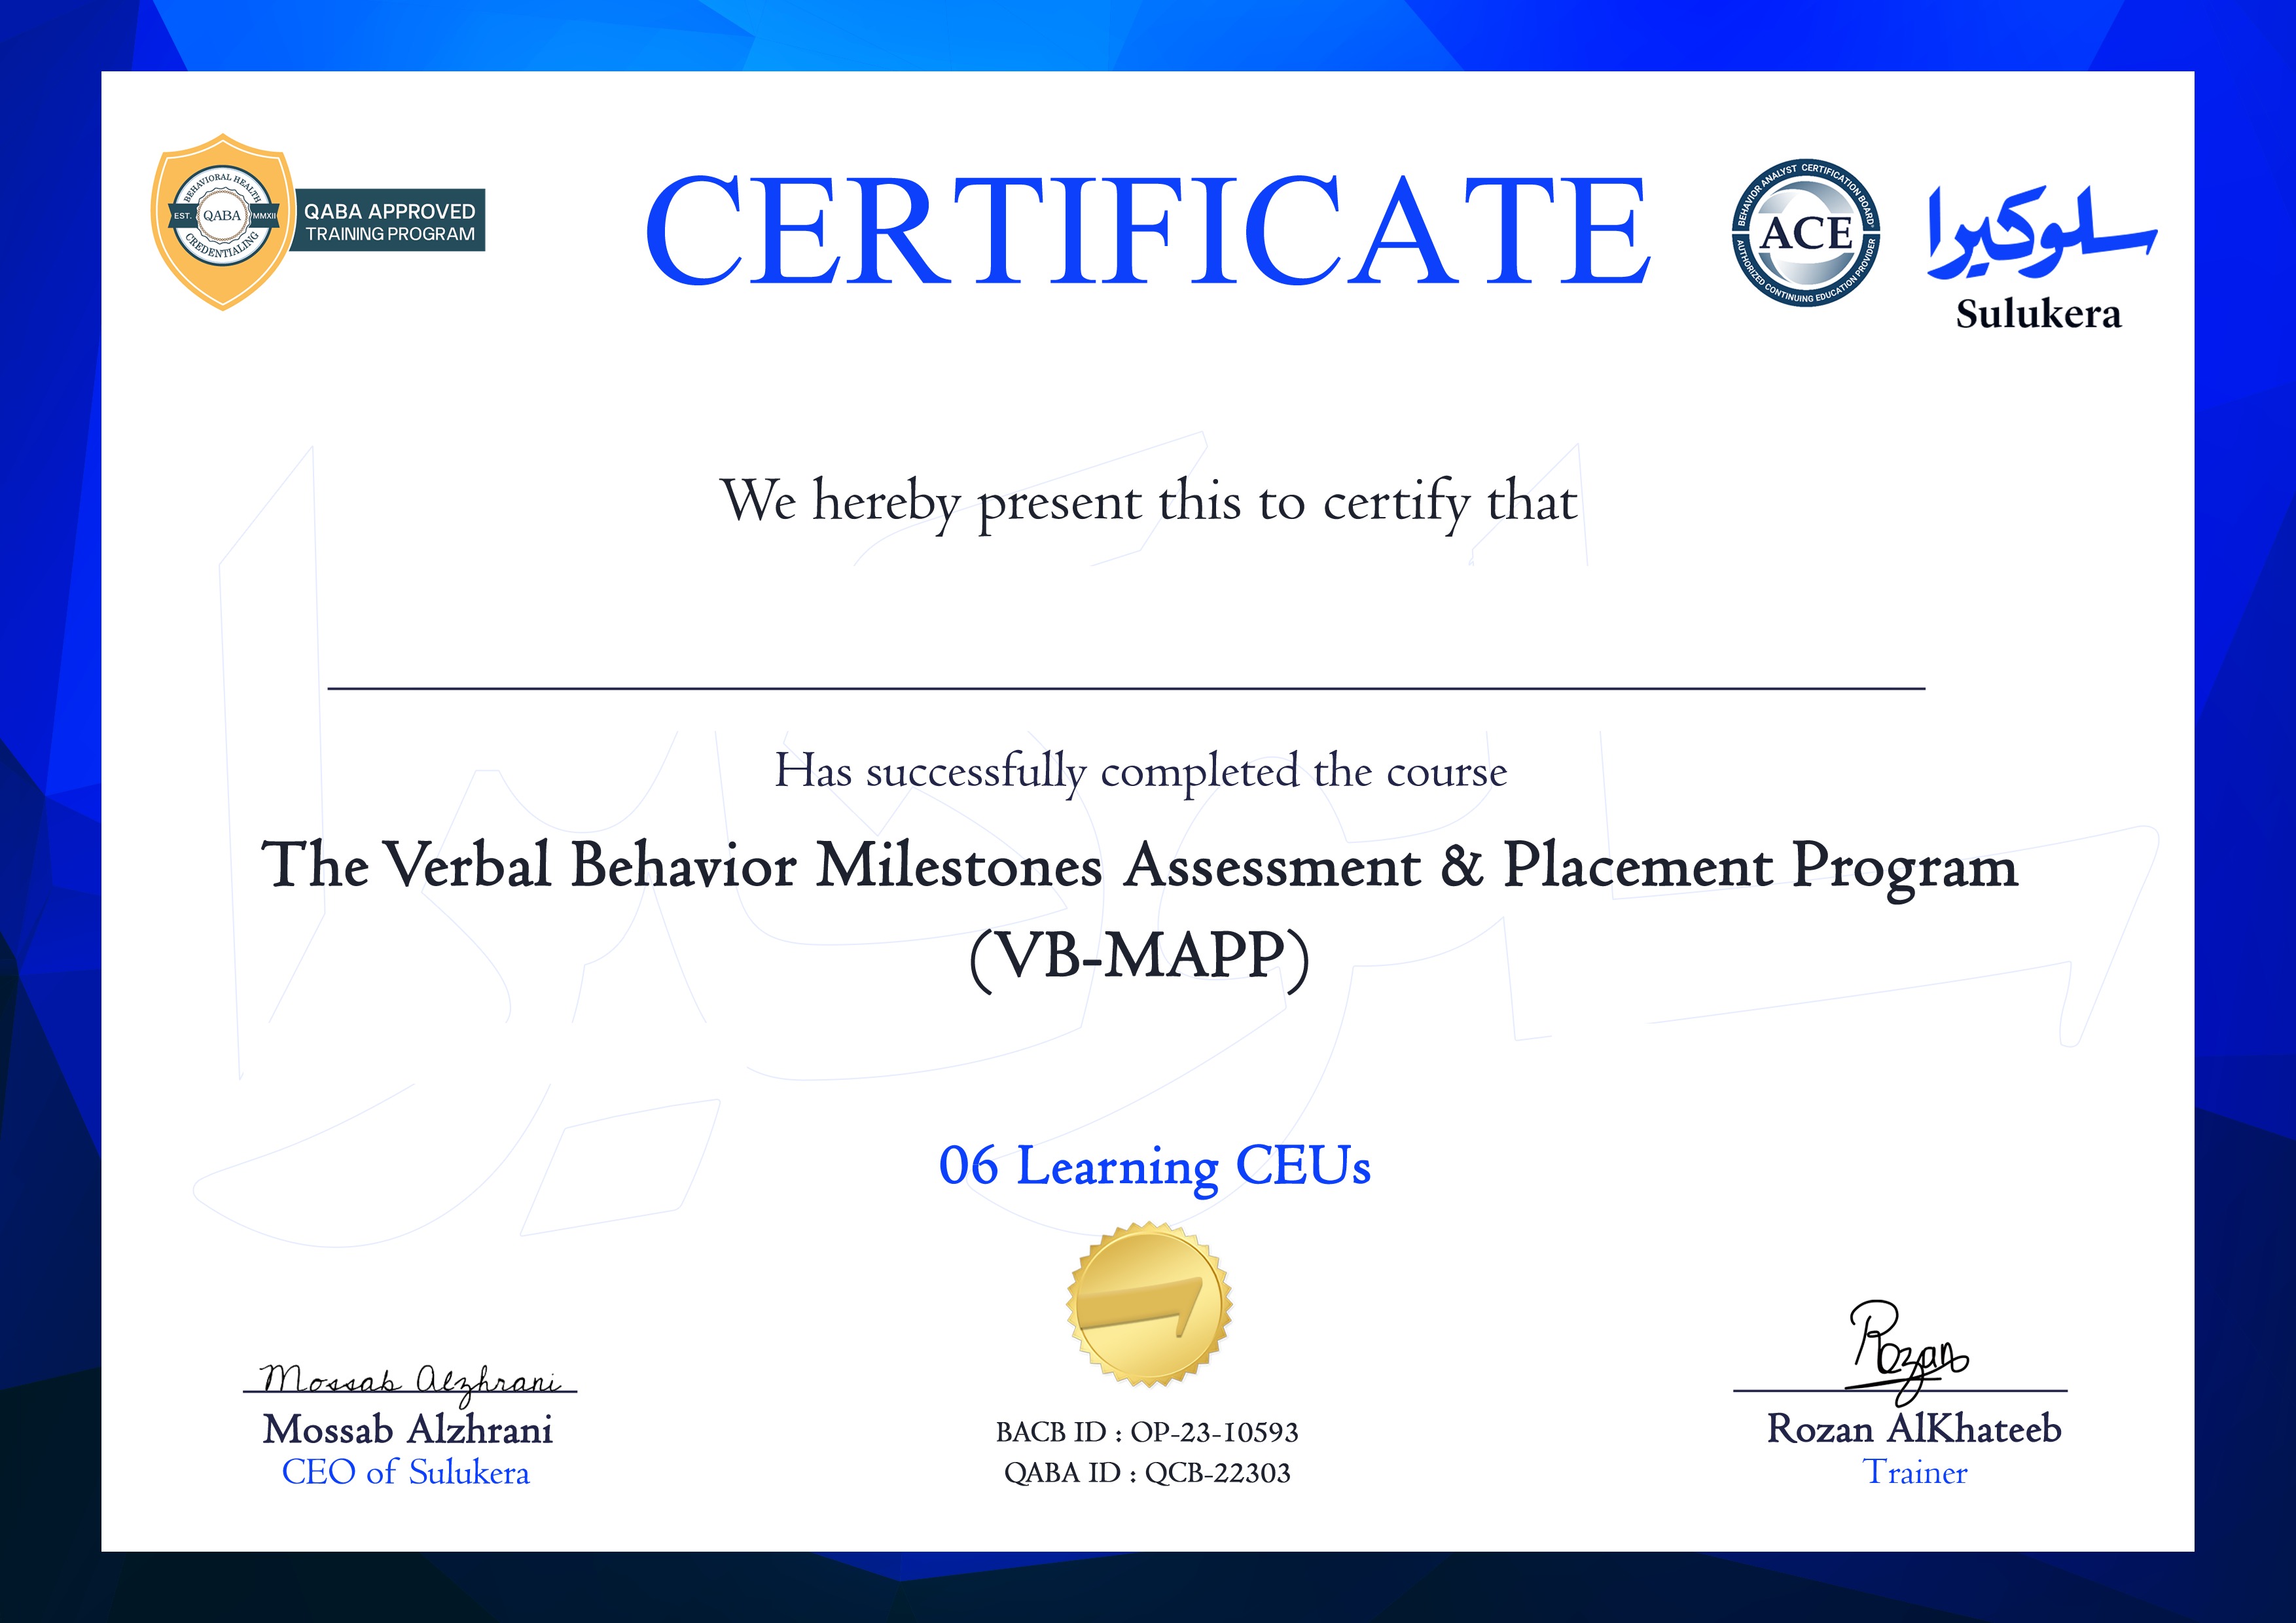 BEHAVIORAL HEALTH
EST. QABA MMXII
CREDENTIALING
QABA APPROVED
TRAINING PROGRAM
CERTIFICATE
BEHAVIOR ANALYST CERTIFICATION BOARD®
ACE
AUTHORIZED CONTINUING EDUCATION PROVIDER
سلوكيرا
Sulukera
We hereby present this to certify that
Has successfully completed the course
The Verbal Behavior Milestones Assessment & Placement Program
(VB-MAPP)
06 Learning CEUs
Mossab Alzhrani
Mossab Alzhrani
CEO of Sulukera
BACB ID : OP-23-10593
QABA ID : QCB-22303
Rozan
Rozan AlKhateeb
Trainer